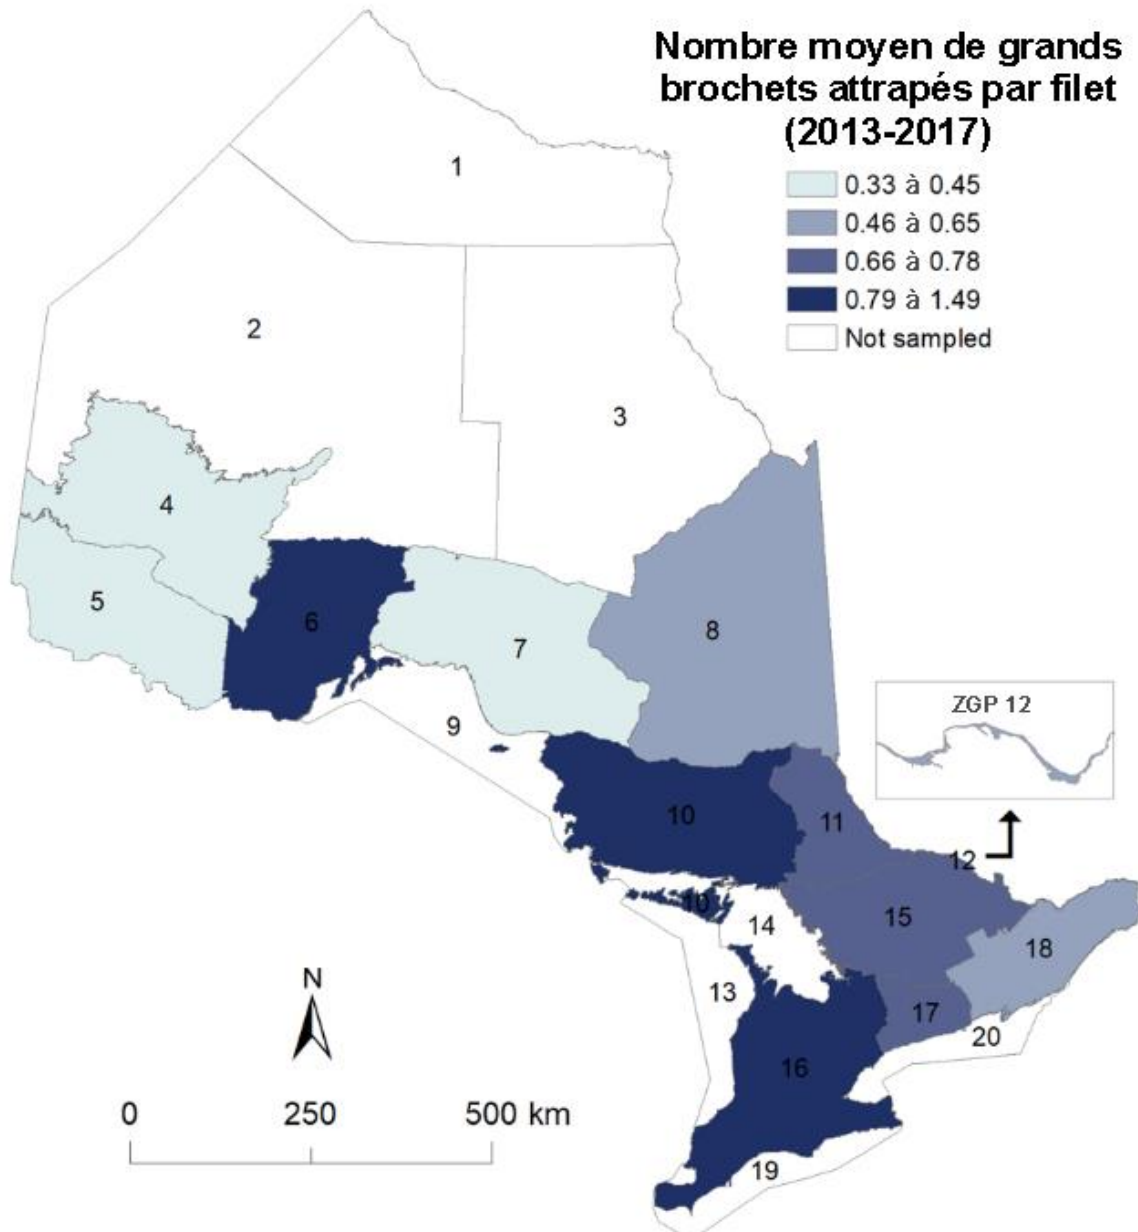 Nombre moyen de grands
brochets attrapés par filet
(2013-2017)
0.33 à 0.45
0.46 à 0.65
0.66 à 0.78
0.79 à 1.49
Not sampled
1
2
3
4
5
6
7
8
ZGP 12
9
10
11
12
10
14
15
18
13
17
20
16
19
N
0 250 500 km